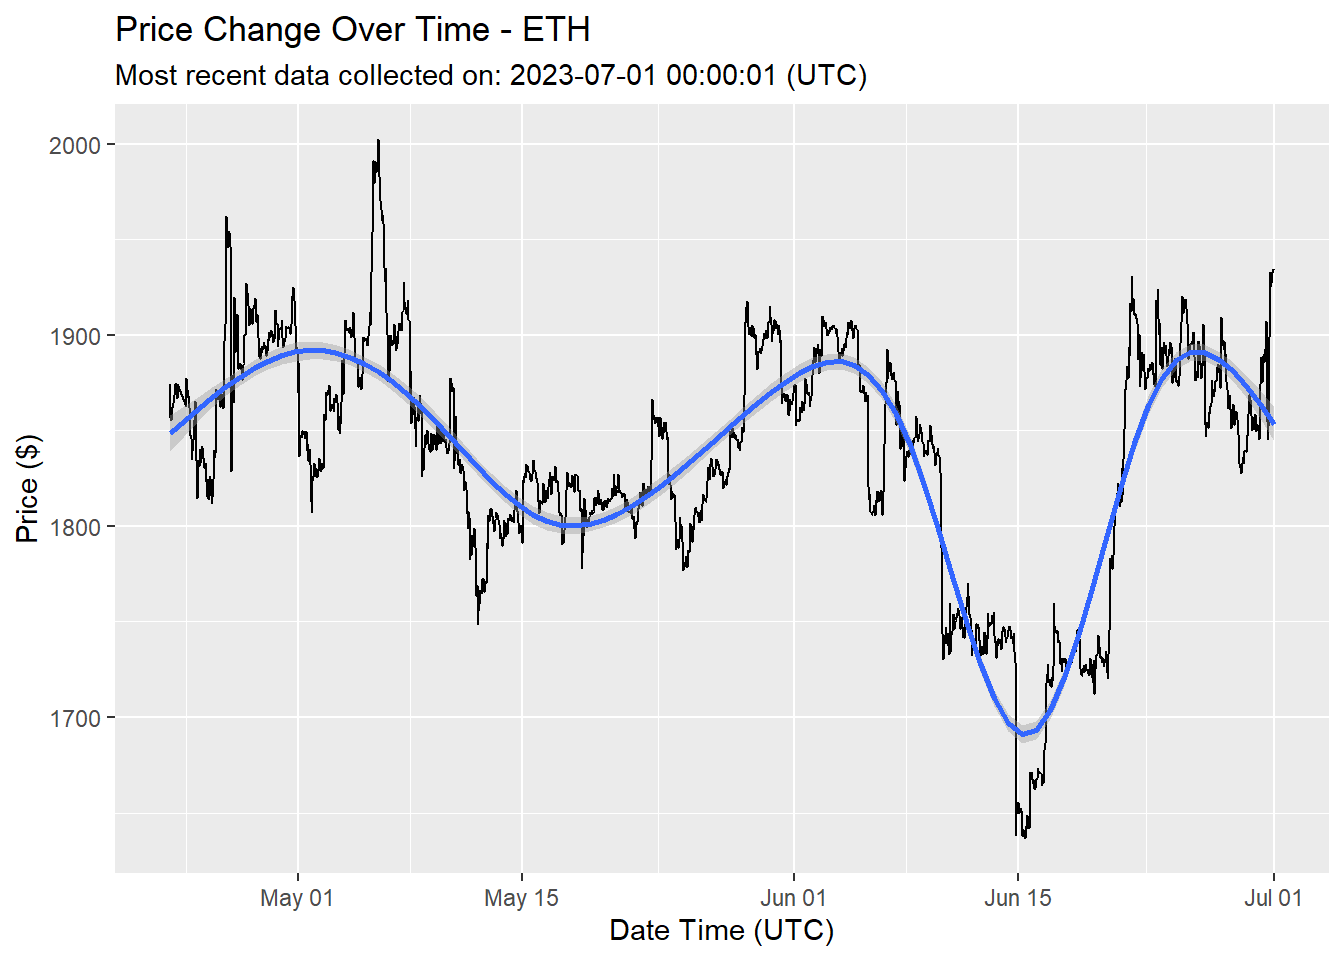 Price Change Over Time - ETH
Most recent data collected on: 2023-07-01 00:00:01 (UTC)
Price ($)
2000
1900
1800
1700
May 01
May 15
Jun 01
Jun 15
Jul 01
Date Time (UTC)